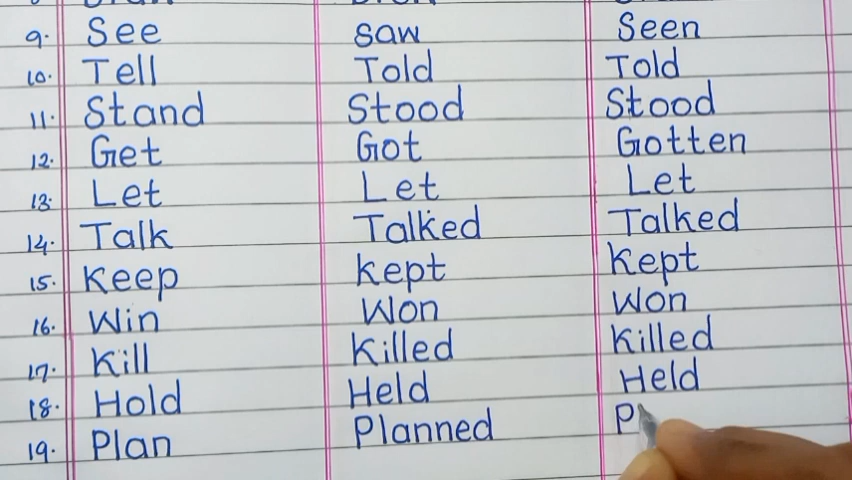 9. See saw Seen
10. Tell Told Told
11. Stand Stood Stood
12. Get Got Gotten
13. Let Let Let
14. Talk Talked Talked
15. Keep Kept Kept
16. Win Won Won
17. Kill Killed Killed
18. Hold Held Held
19. Plan Planned P